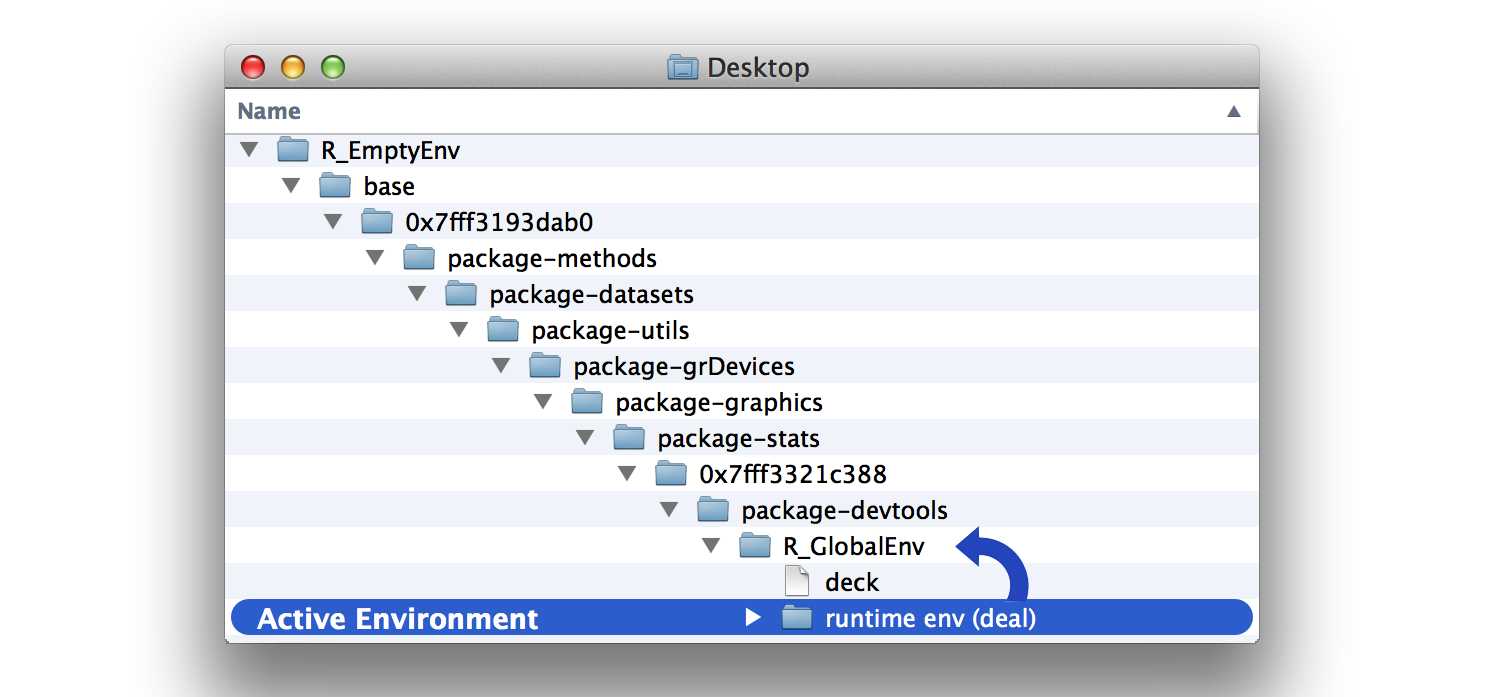 Desktop
Name
R_EmptyEnv
base
0x7fff3193dab0
package-methods
package-datasets
package-utils
package-grDevices
package-graphics
package-stats
0x7fff3321c388
package-devtools
R_GlobalEnv
deck
Active Environment runtime env (deal)